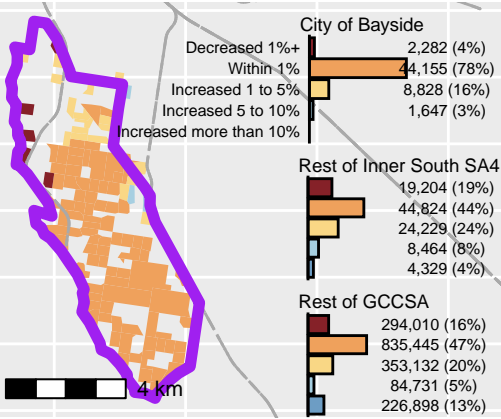 City of Bayside
Decreased 1%+ 2,282 (4%)
Within 1% 44,155 (78%)
Increased 1 to 5% 8,828 (16%)
Increased 5 to 10% 1,647 (3%)
Increased more than 10%
Rest of Inner South SA4
19,204 (19%)
44,824 (44%)
24,229 (24%)
8,464 (8%)
4,329 (4%)
Rest of GCCSA
294,010 (16%)
835,445 (47%)
353,132 (20%)
84,731 (5%)
226,898 (13%)
4 km